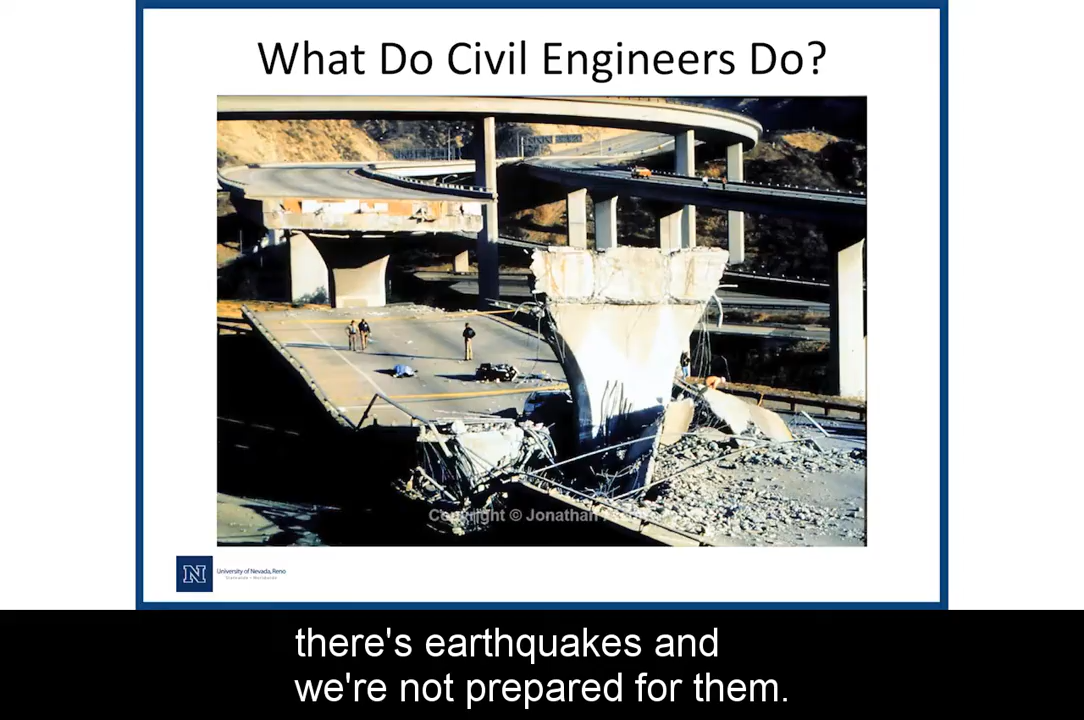 What Do Civil Engineers Do?
Copyright © Jonathan
University of Nevada, Reno
there's earthquakes and
we're not prepared for them.